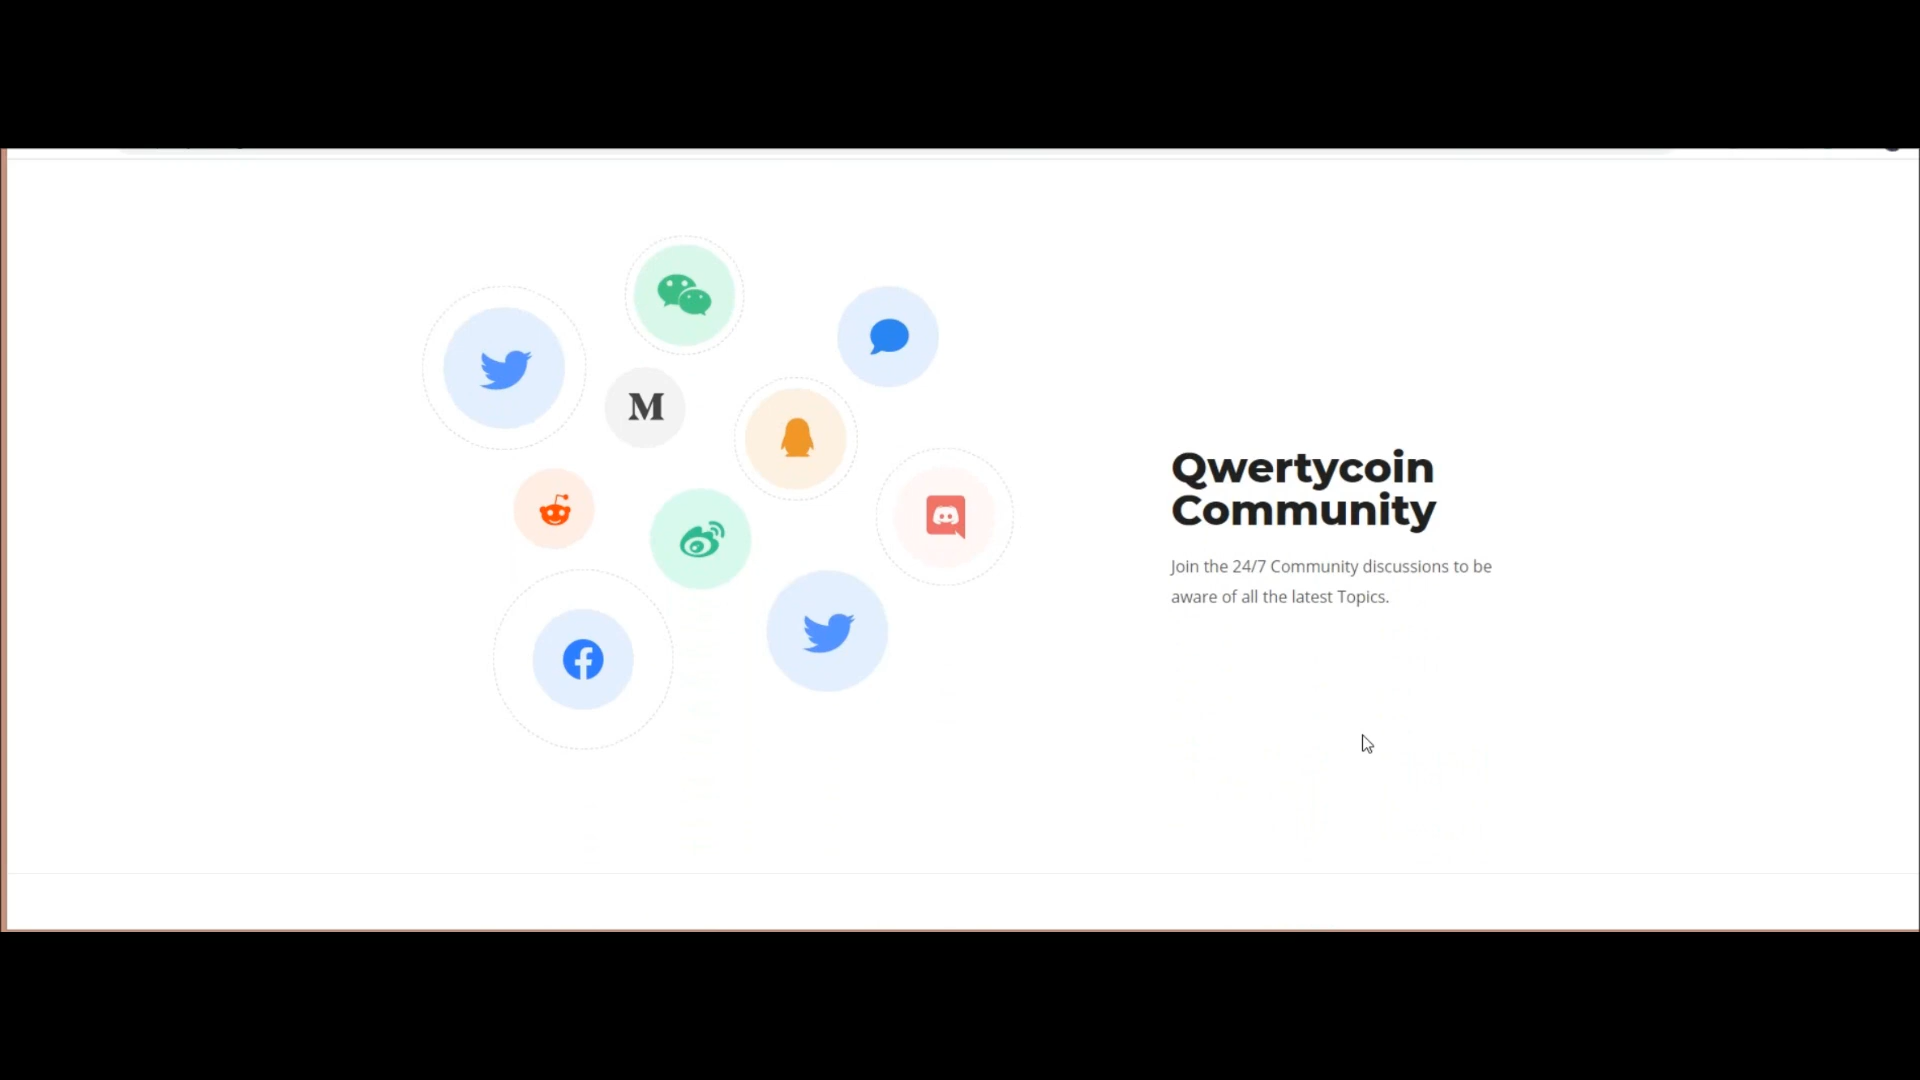 M
Qwertycoin
Community
Join the 24/7 Community discussions to be
aware of all the latest Topics.